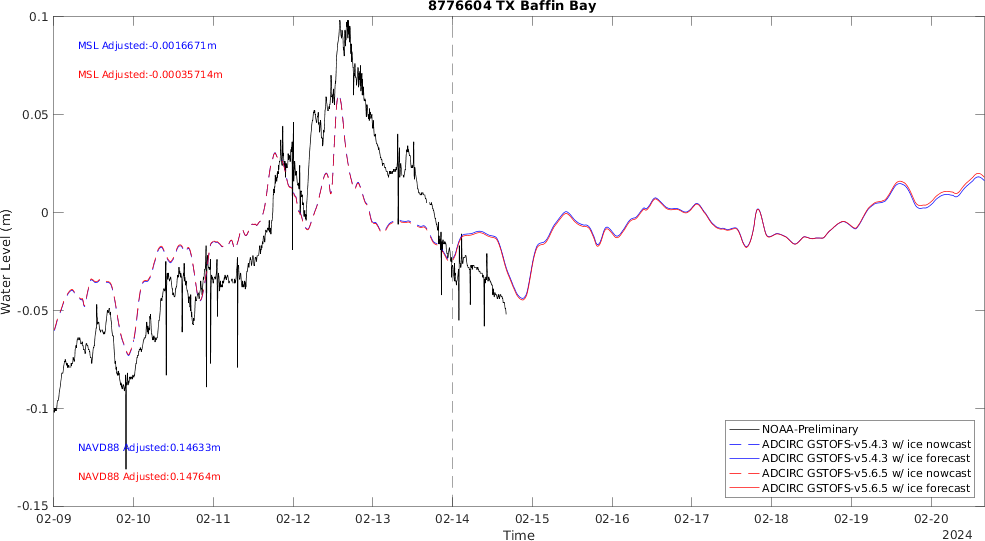 8776604 TX Baffin Bay
0.1
MSL Adjusted:-0.0016671m
MSL Adjusted:-0.00035714m
0.05
0
Water Level (m)
-0.05
-0.1
NAVD88 Adjusted:0.14633m
NAVD88 Adjusted:0.14764m
NOAA-Preliminary
ADCIRC GSTOFS-v5.4.3 w/ ice nowcast
ADCIRC GSTOFS-v5.4.3 w/ ice forecast
ADCIRC GSTOFS-v5.6.5 w/ ice nowcast
ADCIRC GSTOFS-v5.6.5 w/ ice forecast
-0.15
02-09 02-10 02-11 02-12 02-13 02-14 02-15 02-16 02-17 02-18 02-19 02-20
Time
2024